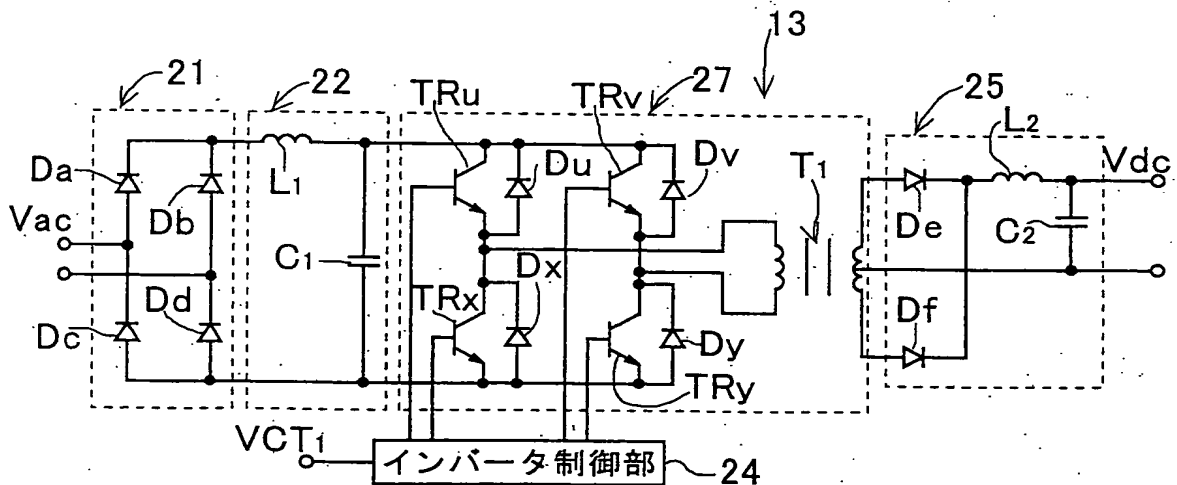 13
21
22
27
25
TRu
TRv
L2
Vdc
Da
Db
L1
Du
Dv
T1
De
C2
Vac
C1
Dx
Df
Dc
Dd
TRx
Dy
TRy
VCT1
インバータ制御部
24